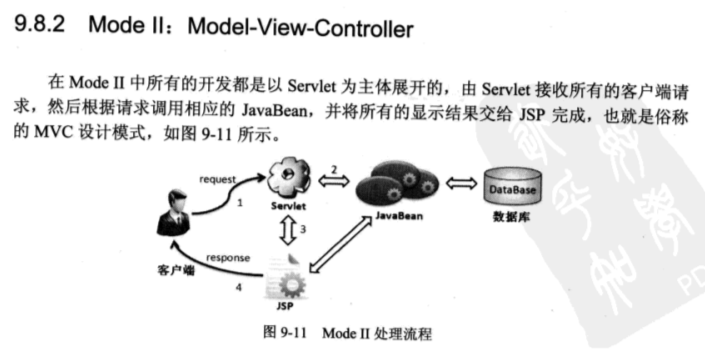 9.8.2 Mode II：Model-View-Controller
在 Mode II 中所有的开发都是以 Servlet 为主体展开的，由 Servlet 接收所有的客户端请
求，然后根据请求调用相应的 JavaBean，并将所有的显示结果交给 JSP 完成，也就是俗称
的 MVC 设计模式，如图 9-11 所示。
request
1
2
Servlet
JavaBean
DataBase
数据库
3
客户端
response
4
JSP
图 9-11 Mode II 处理流程
PD